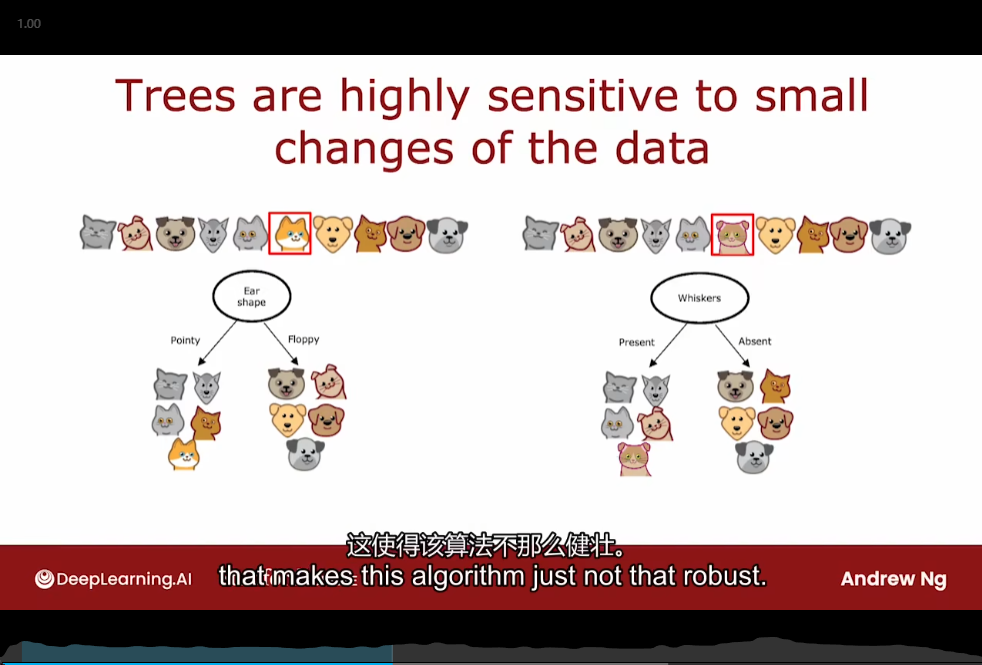 1.00
Trees are highly sensitive to small
changes of the data
Ear
shape
Pointy
Floppy
Whiskers
Present
Absent
这使得该算法不那么健壮。
that makes this algorithm just not that robust.
DeepLearning.AI
Andrew Ng